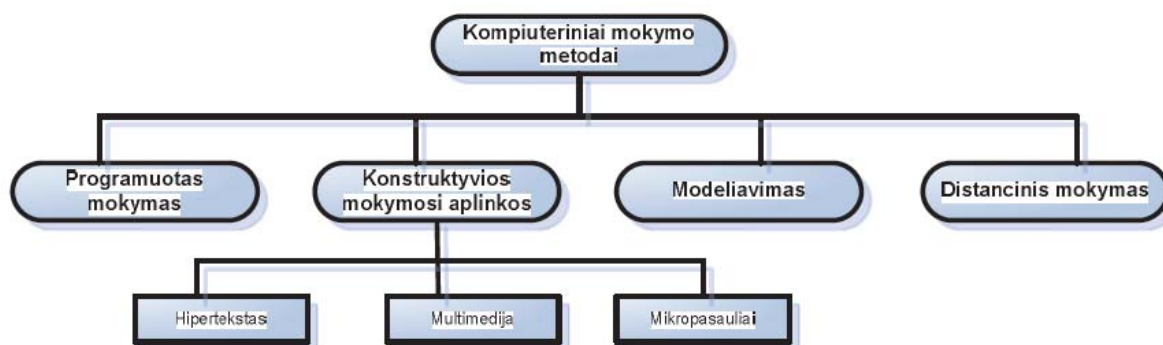 Kompiuteriniai mokymo
metodai
Programuotas
mokymas
Konstruktyvios
mokymosi aplinkos
Modeliavimas
Distancinis mokymas
Hipertekstas
Multimedija
Mikropasauliai